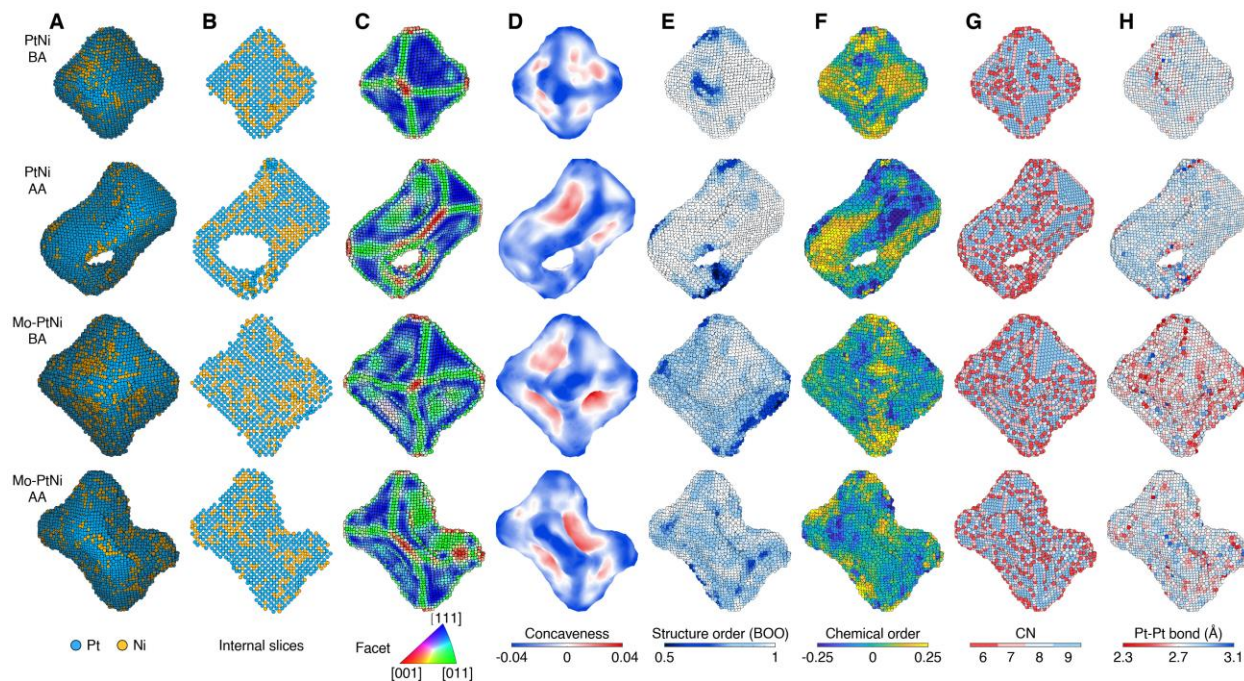 A B C D E F G H
PtNi
BA
PtNi
AA
Mo-PtNi
BA
Mo-PtNi
AA
Pt Ni
Internal slices
Facet
[111]
[001] [011]
Concaveness
-0.04 0 0.04
Structure order (BOO)
0.5 1
Chemical order
-0.25 0 0.25
CN
6 7 8 9
Pt-Pt bond (Å)
2.3 2.7 3.1